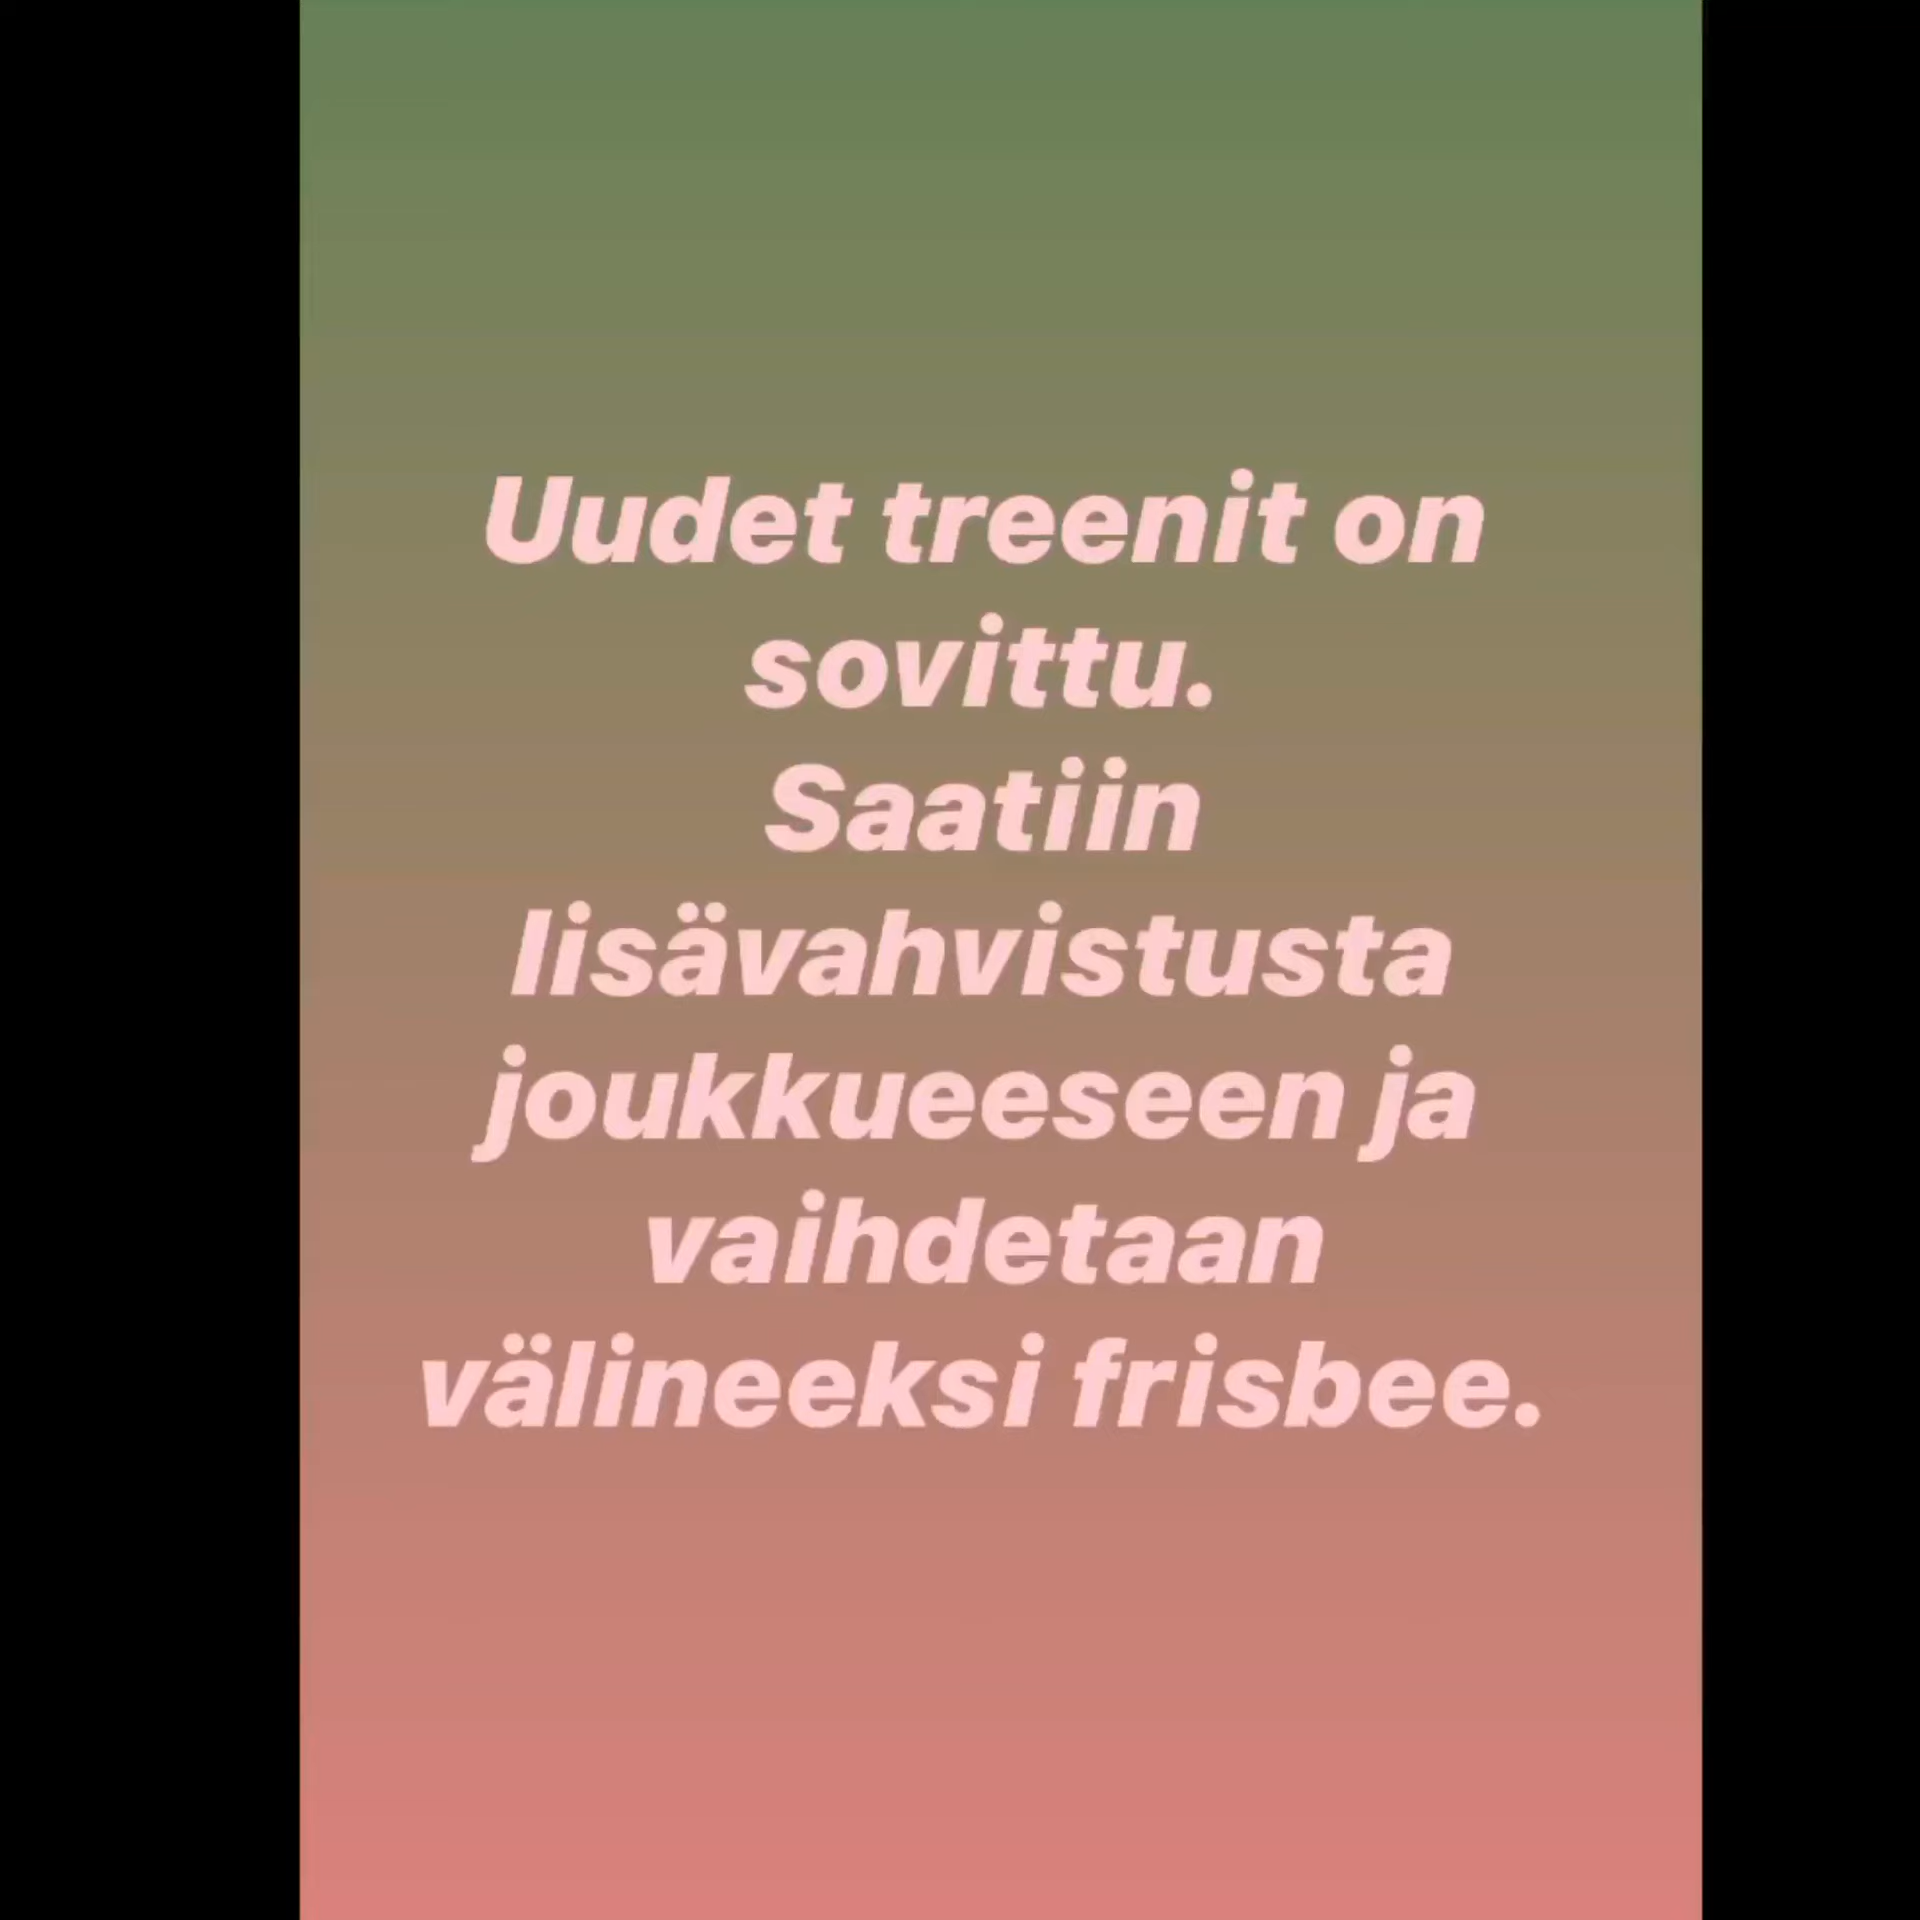 Uudet treenit on
sovittu.
Saatiin
lisävahvistusta
joukkueeseen ja
vaihdetaan
välineeksi frisbee.